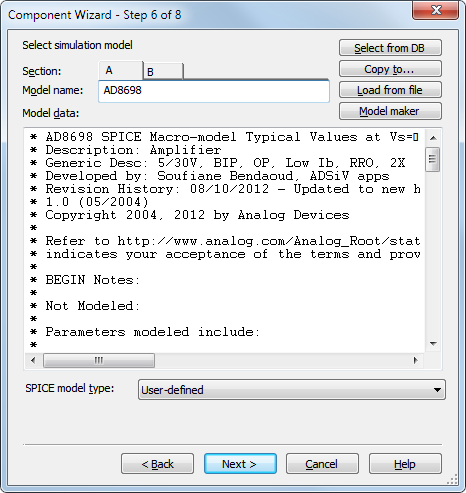 Component Wizard - Step 6 of 8
Select simulation model
Select from DB
Section:
A
B
Copy to...
Model name:
AD8698
Load from file
Model data:
Model maker
* AD8698 SPICE Macro-model Typical Values at Vs=
* Description: Amplifier
* Generic Desc: 5/30V, BIP, OP, Low Ib, RRO, 2X
* Developed by: Soufiane Bendaoud, ADSiV apps
* Revision History: 08/10/2012 - Updated to new h
* 1.0 (05/2004)
* Copyright 2004, 2012 by Analog Devices
*
* Refer to http://www.analog.com/Analog_Root/stat
* indicates your acceptance of the terms and prov
*
* BEGIN Notes:
*
* Not Modeled:
*
* Parameters modeled include:
*
SPICE model type:
User-defined
< Back
Next >
Cancel
Help